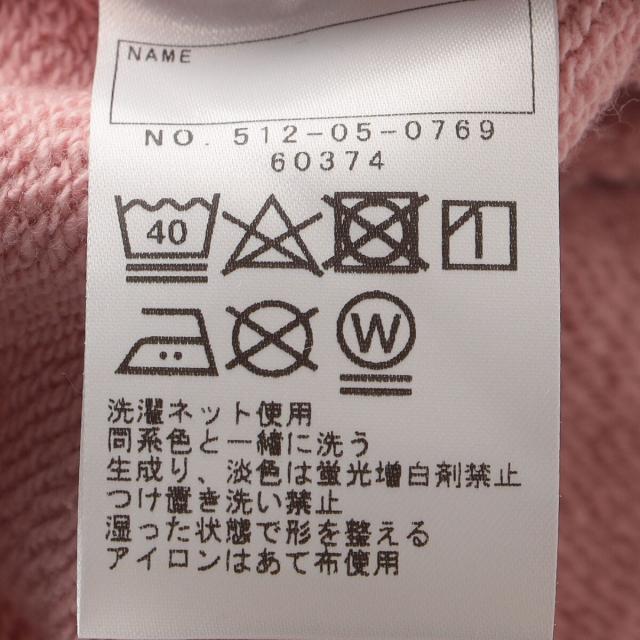 NAME
NO. 512-05-0769
60374
40
W
洗濯ネット使用
同系色と一緒に洗う
生成り、淡色は蛍光増白剤禁止
つけ置き洗い禁止
湿った状態で形を整える
アイロンはあて布使用